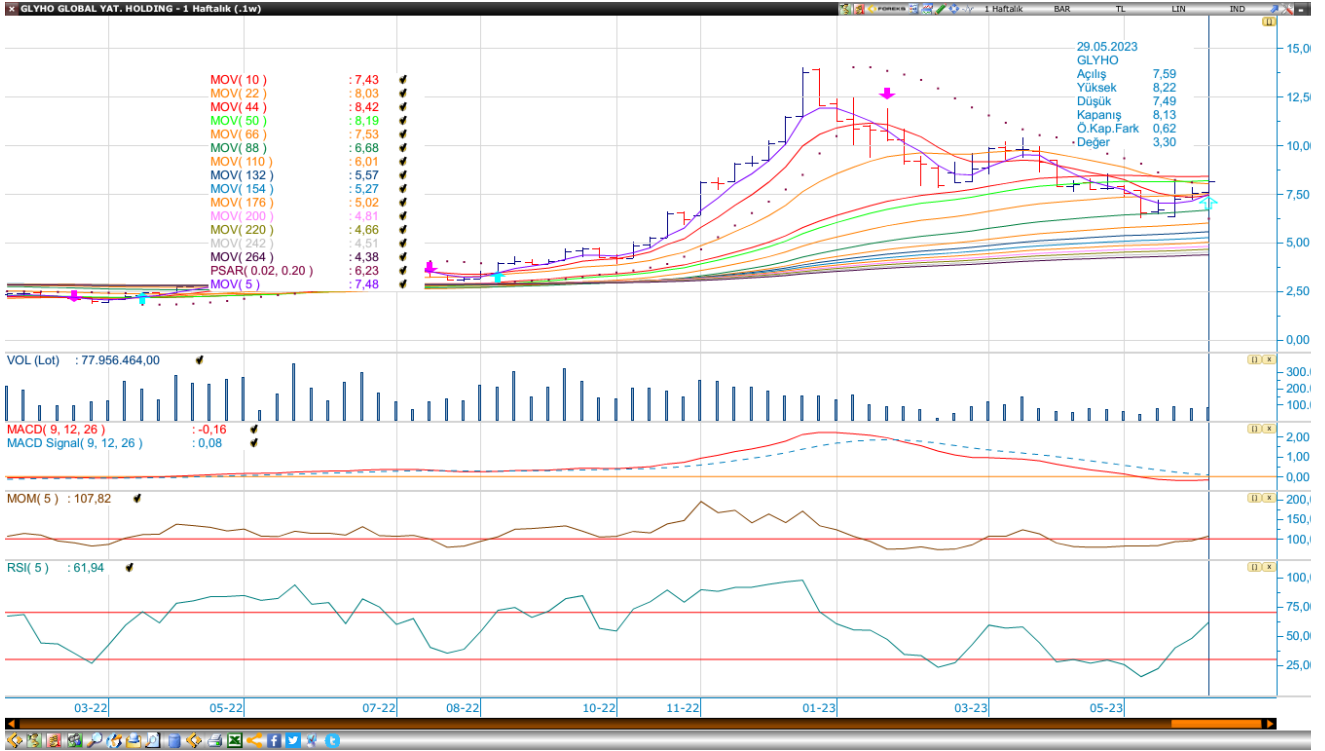 GLYHO GLOBAL YAT. HOLDING - 1 Haftalık (.1w)
FOREKS 1 Haftalık BAR TL LIN IND
29.05.2023
GLYHO
Açılış 7,59
Yüksek 8,22
Düşük 7,49
Kapanış 8,13
Ö.Kap.Fark 0,62
Değer 3,30
MOV( 10 ) : 7,43
MOV( 22 ) : 8,03
MOV( 44 ) : 8,42
MOV( 50 ) : 8,19
MOV( 66 ) : 7,53
MOV( 88 ) : 6,68
MOV( 110 ) : 6,01
MOV( 132 ) : 5,57
MOV( 154 ) : 5,27
MOV( 176 ) : 5,02
MOV( 200 ) : 4,81
MOV( 220 ) : 4,66
MOV( 242 ) : 4,51
MOV( 264 ) : 4,38
PSAR( 0.02, 0.20 ) : 6,23
MOV( 5 ) : 7,48
15,0
12,5
10,0
7,50
5,00
2,50
0,00
VOL (Lot) : 77.956.464,00
300.
200.
100.
MACD( 9, 12, 26 ) : -0,16
MACD Signal( 9, 12, 26 ) : 0,08
2,00
1,00
0,00
MOM( 5 ) : 107,82
200,
150,
100,
RSI( 5 ) : 61,94
100,
75,0
50,0
25,0
03-22 05-22 07-22 08-22 10-22 11-22 01-23 03-23 05-23